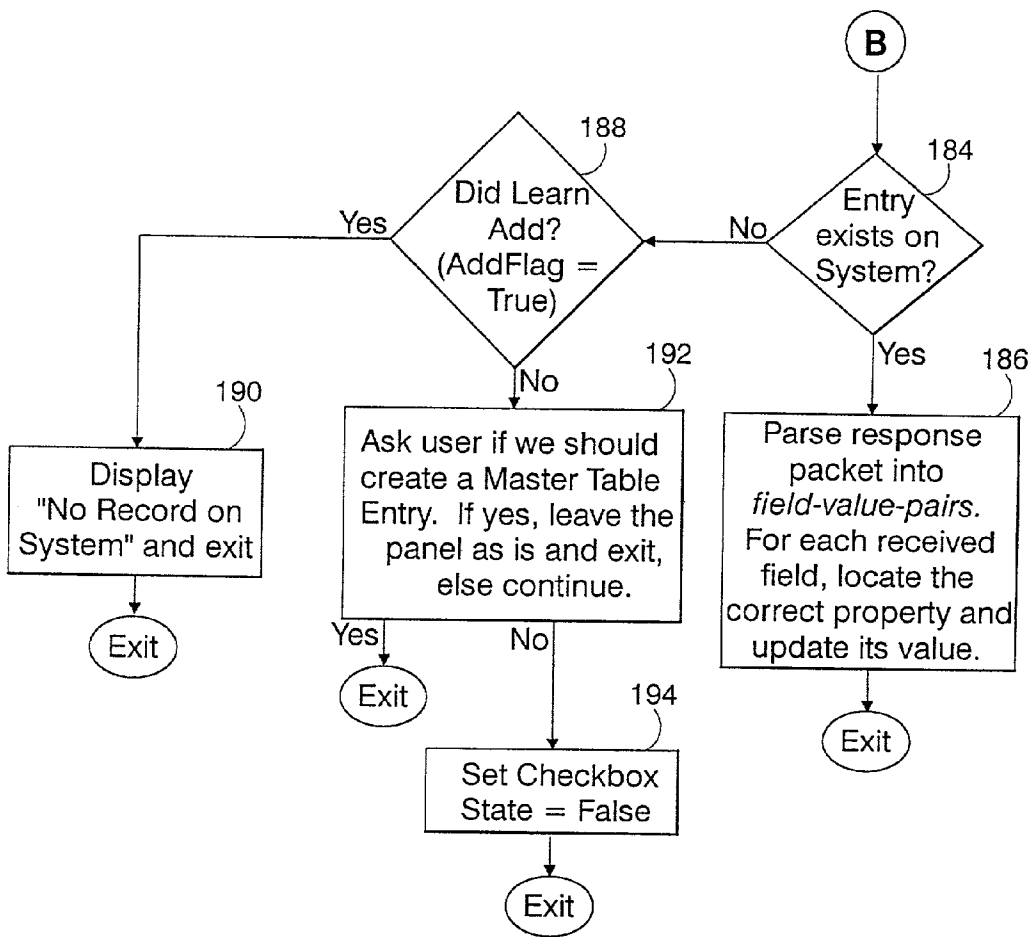 B
184
Entry
exists on
System?
No
Yes
188
Did Learn
Add?
(AddFlag =
True)
Yes
No
190
Display
"No Record on
System" and exit
Exit
192
Ask user if we should
create a Master Table
Entry. If yes, leave the
panel as is and exit,
else continue.
Yes
No
Exit
194
Set Checkbox
State = False
Exit
186
Parse response
packet into
field-value-pairs.
For each received
field, locate the
correct property and
update its value.
Exit